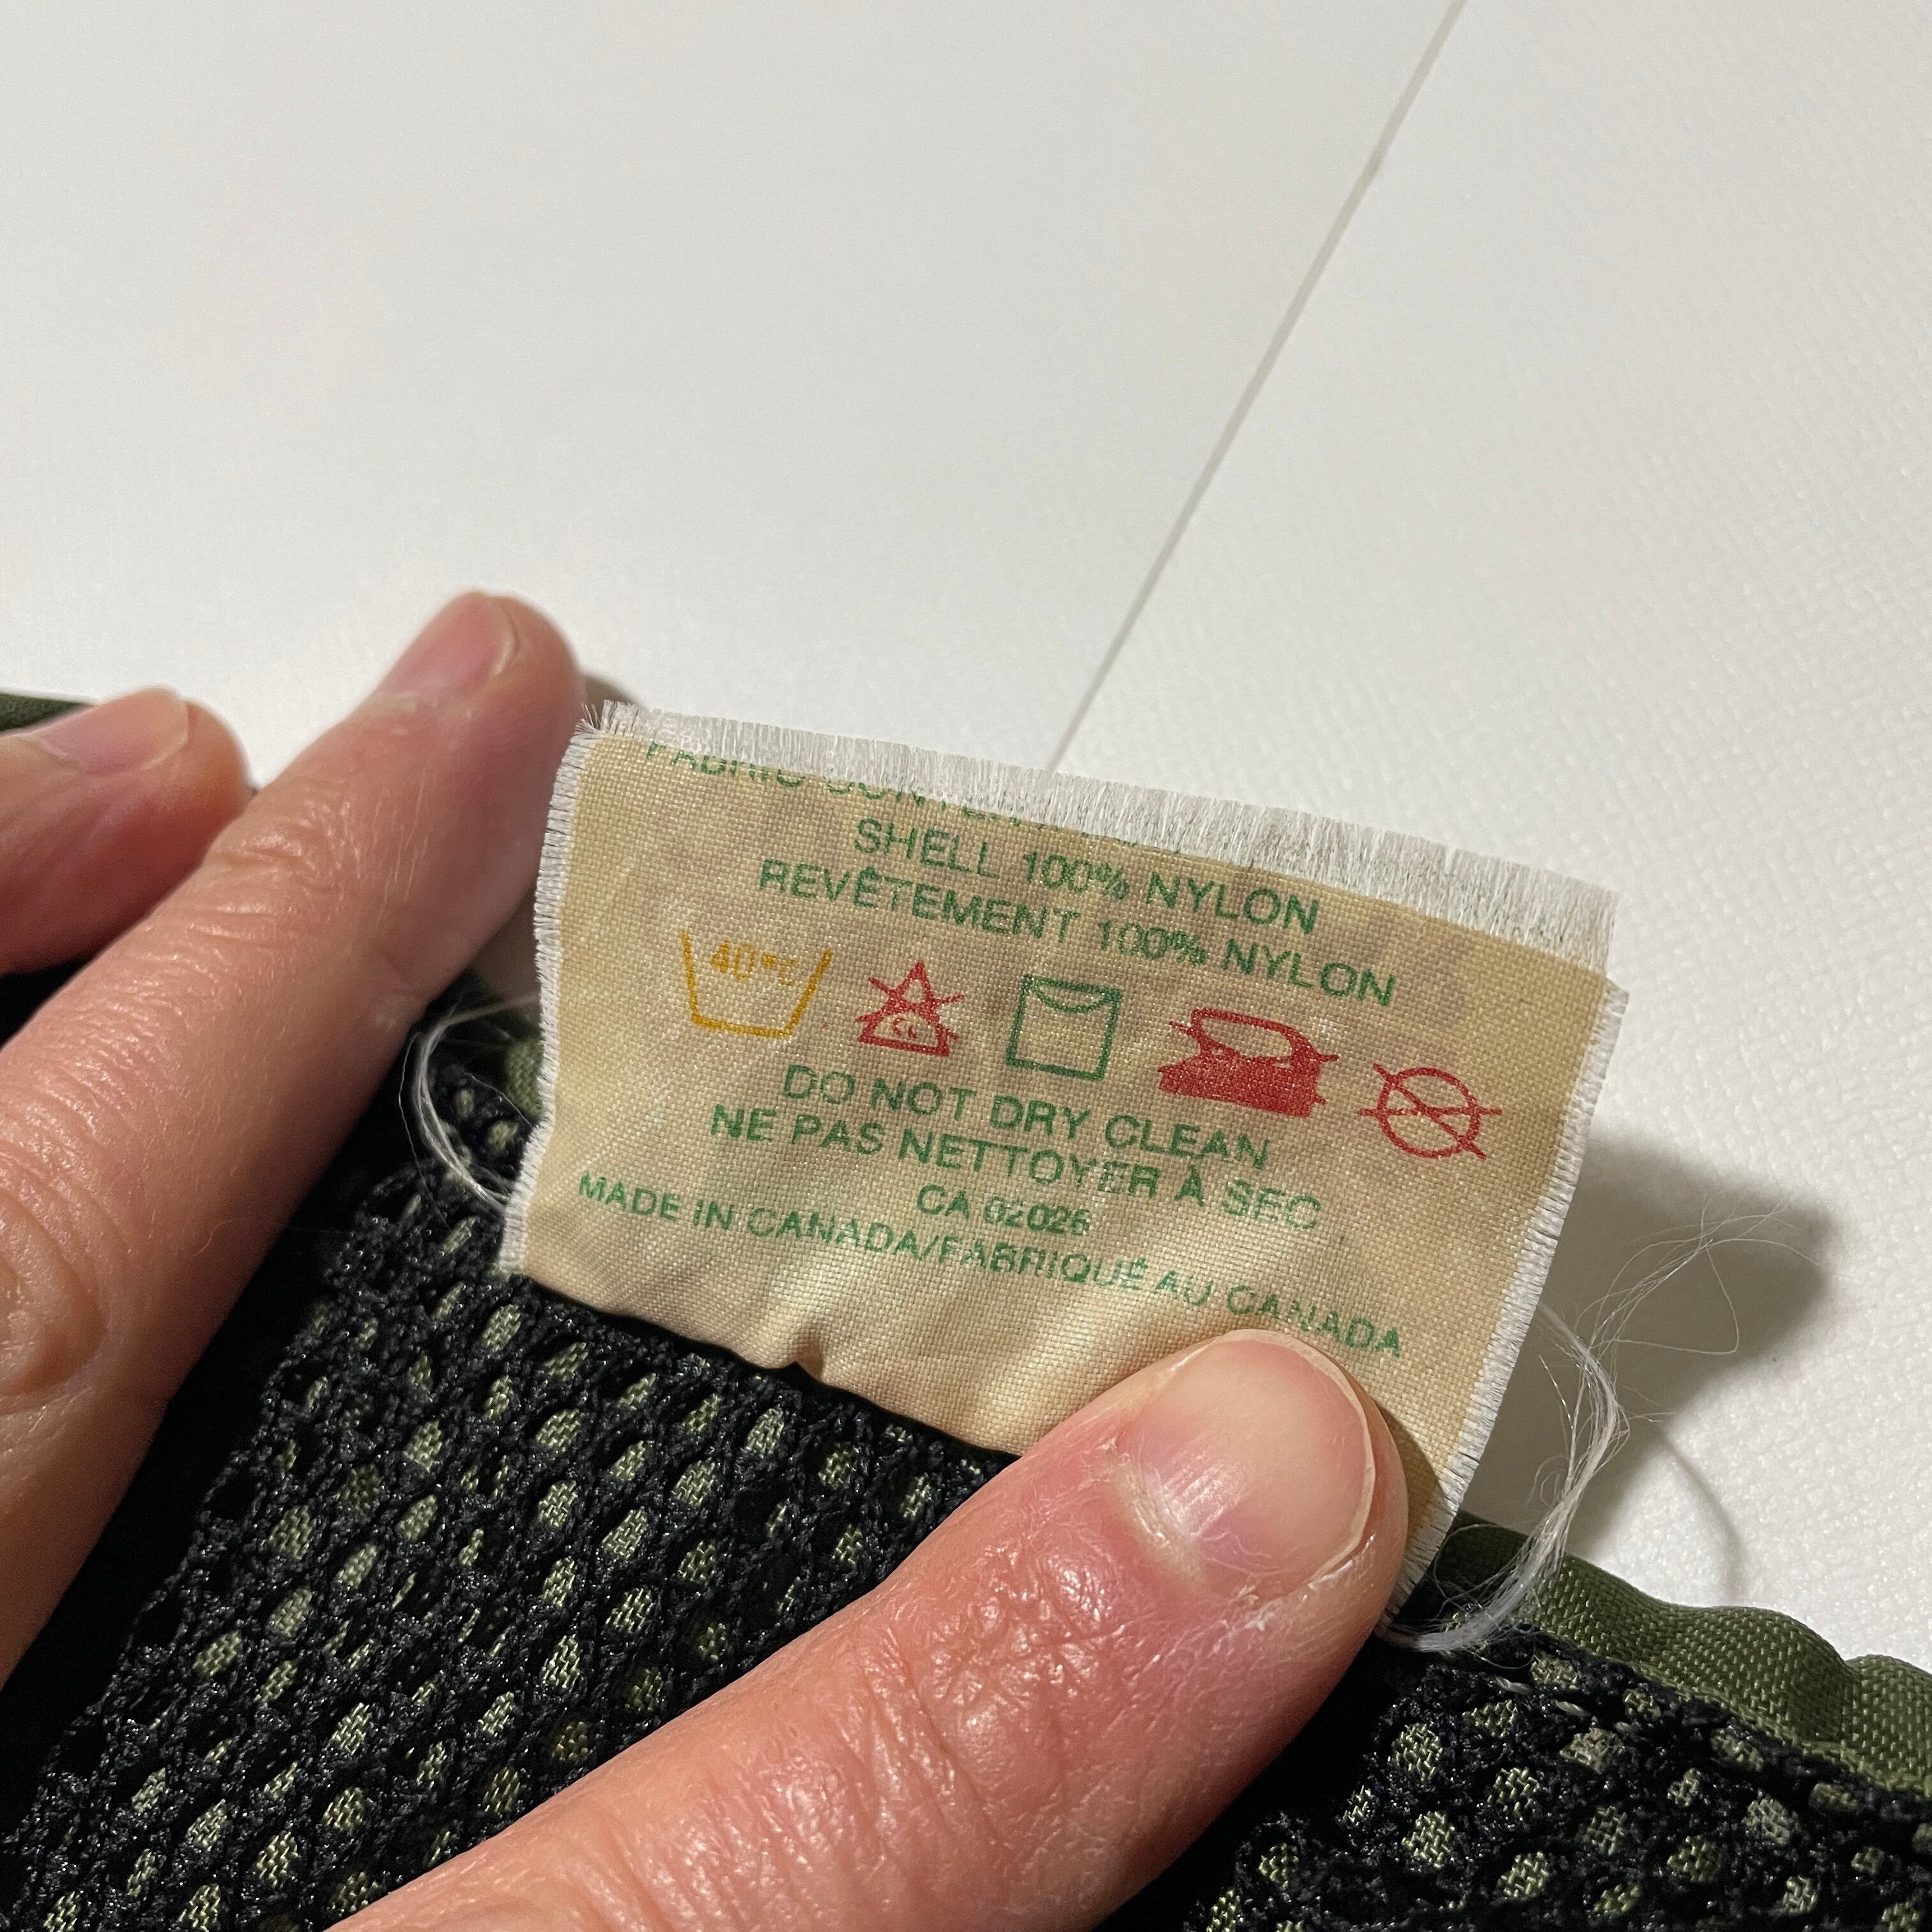 SHELL 100% NYLON
REVÊTEMENT 100% NYLON
40°C
CL
DO NOT DRY CLEAN
NE PAS NETTOYER À SEC
CA 02026
MADE IN CANADA/FABRIQUÉ AU CANADA